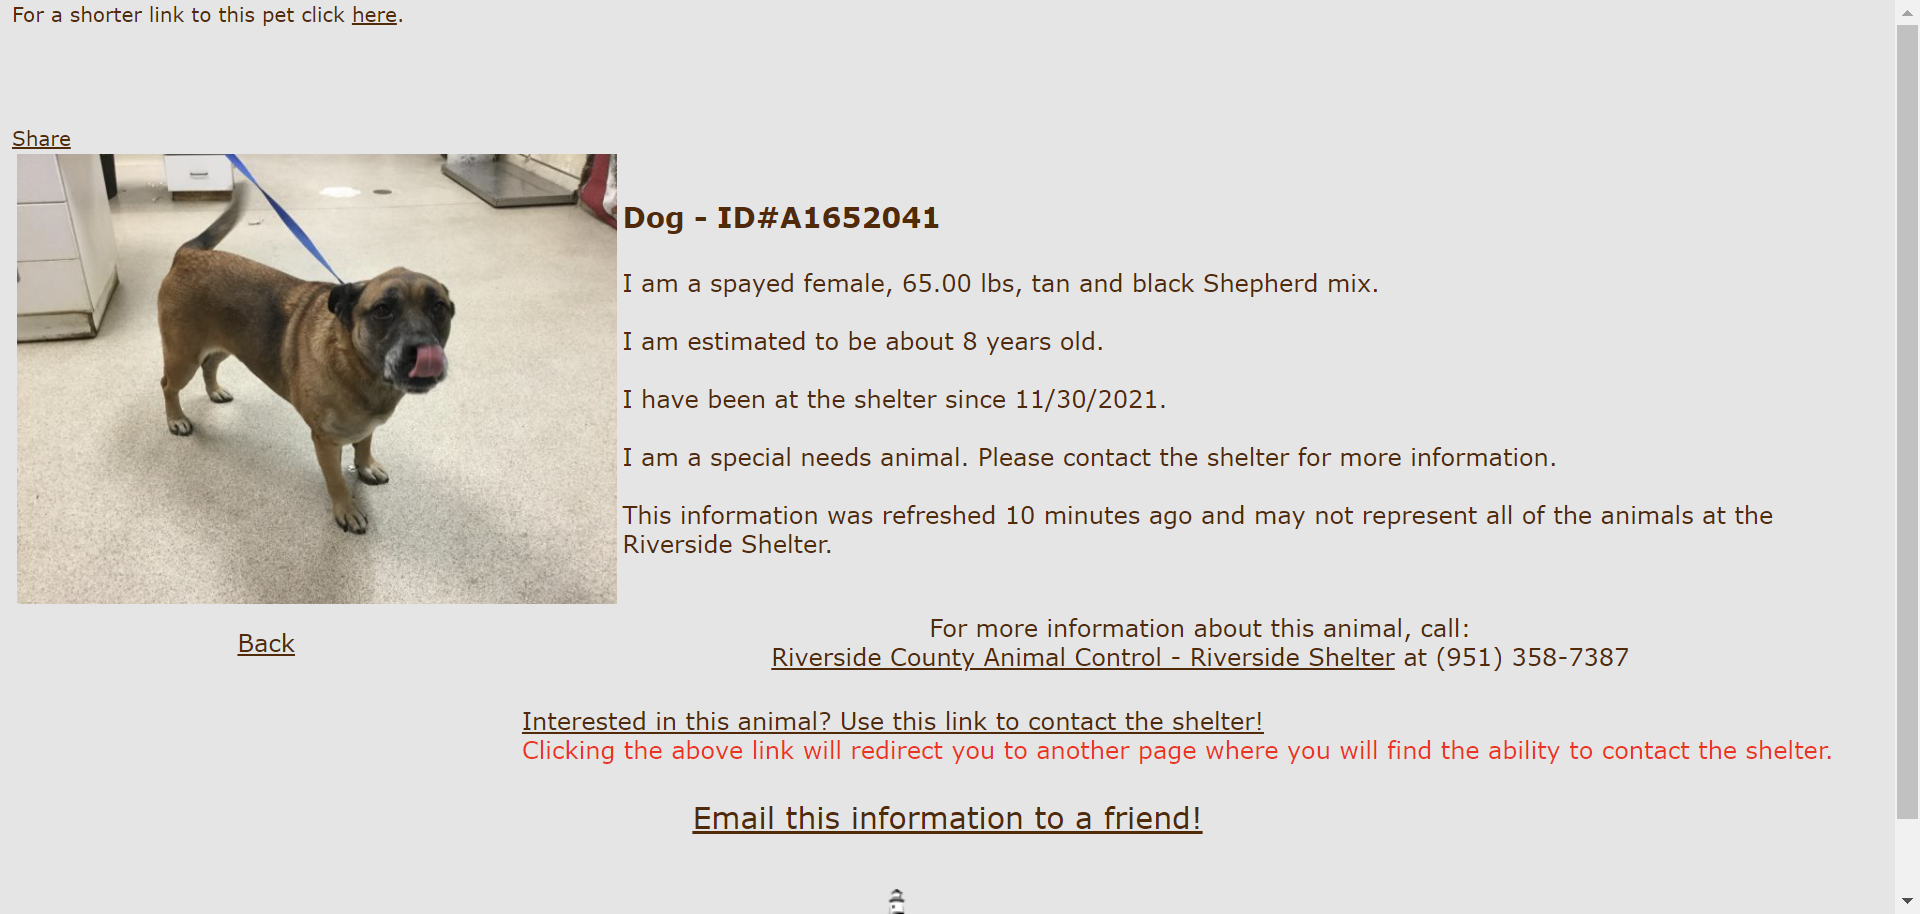 For a shorter link to this pet click here.
Share
Dog - ID#A1652041
I am a spayed female, 65.00 lbs, tan and black Shepherd mix.
I am estimated to be about 8 years old.
I have been at the shelter since 11/30/2021.
I am a special needs animal. Please contact the shelter for more information.
This information was refreshed 10 minutes ago and may not represent all of the animals at the
Riverside Shelter.
Back
For more information about this animal, call:
Riverside County Animal Control - Riverside Shelter at (951) 358-7387
Interested in this animal? Use this link to contact the shelter!
Clicking the above link will redirect you to another page where you will find the ability to contact the shelter.
Email this information to a friend!